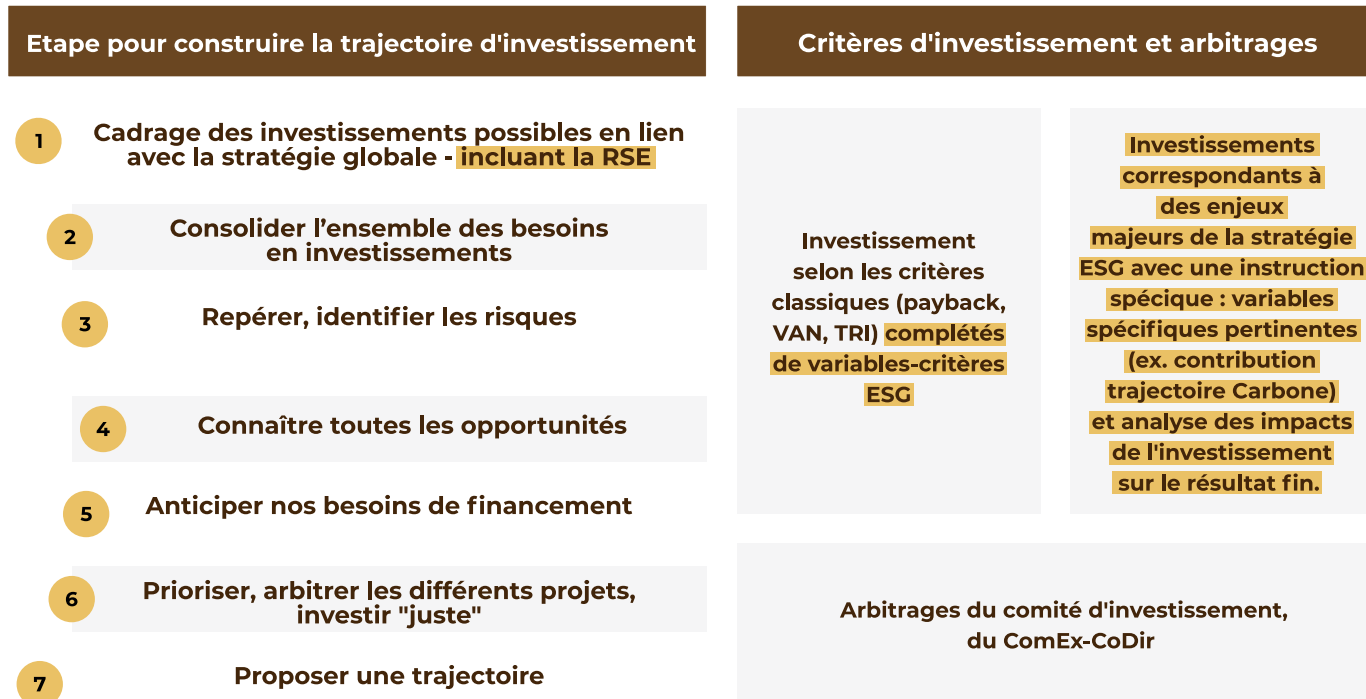 Etape pour construire la trajectoire d'investissement
1
Cadrage des investissements possibles en lien
avec la stratégie globale - incluant la RSE
2
Consolider l'ensemble des besoins
en investissements
3
Repérer, identifier les risques
4
Connaître toutes les opportunités
5
Anticiper nos besoins de financement
6
Prioriser, arbitrer les différents projets,
investir "juste"
7
Proposer une trajectoire
Critères d'investissement et arbitrages
Investissement
selon les critères
classiques (payback,
VAN, TRI) complétés
de variables-critères
ESG
Investissements
correspondants à
des enjeux
majeurs de la stratégie
ESG avec une instruction
spécique : variables
spécifiques pertinentes
(ex. contribution
trajectoire Carbone)
et analyse des impacts
de l'investissement
sur le résultat fin.
Arbitrages du comité d'investissement,
du ComEx-CoDir